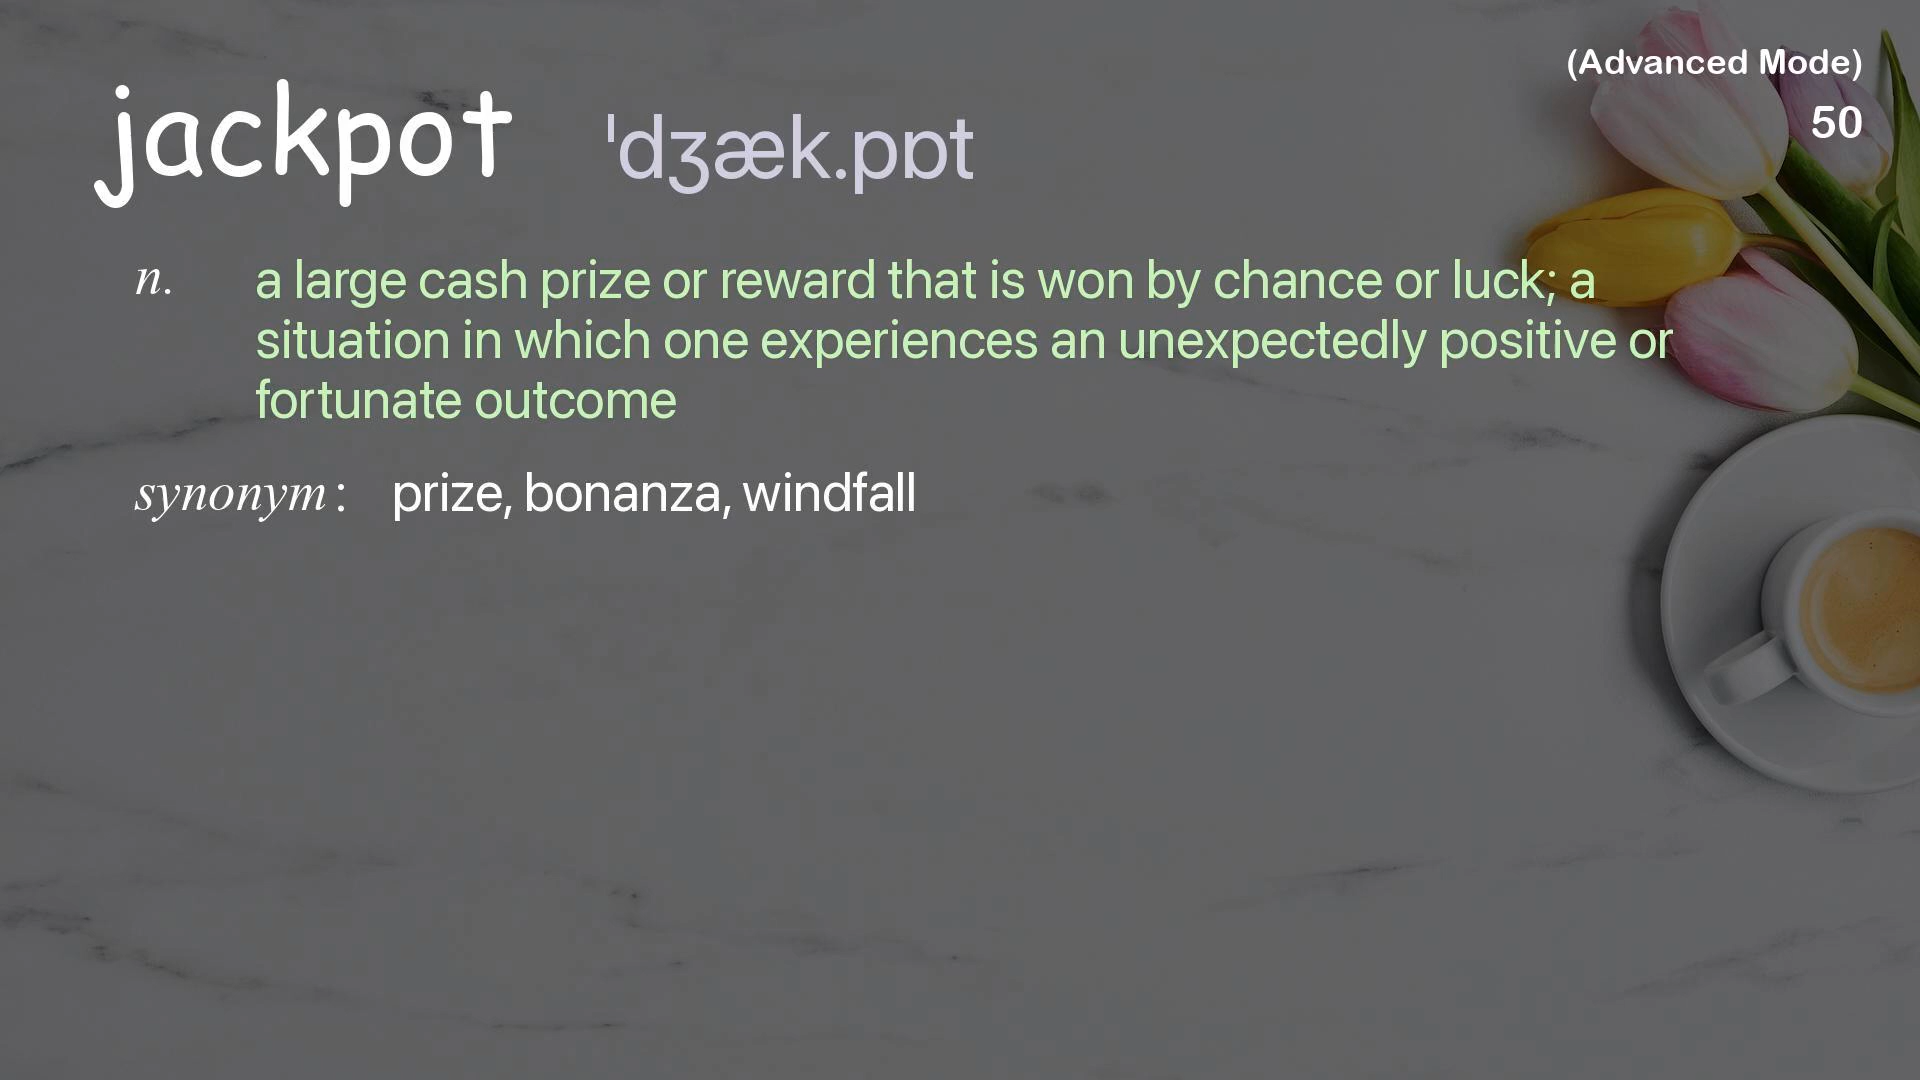 (Advanced Mode)
50
jackpot ˈdʒæk.pɒt
n. a large cash prize or reward that is won by chance or luck; a
situation in which one experiences an unexpectedly positive or
fortunate outcome
synonym : prize, bonanza, windfall